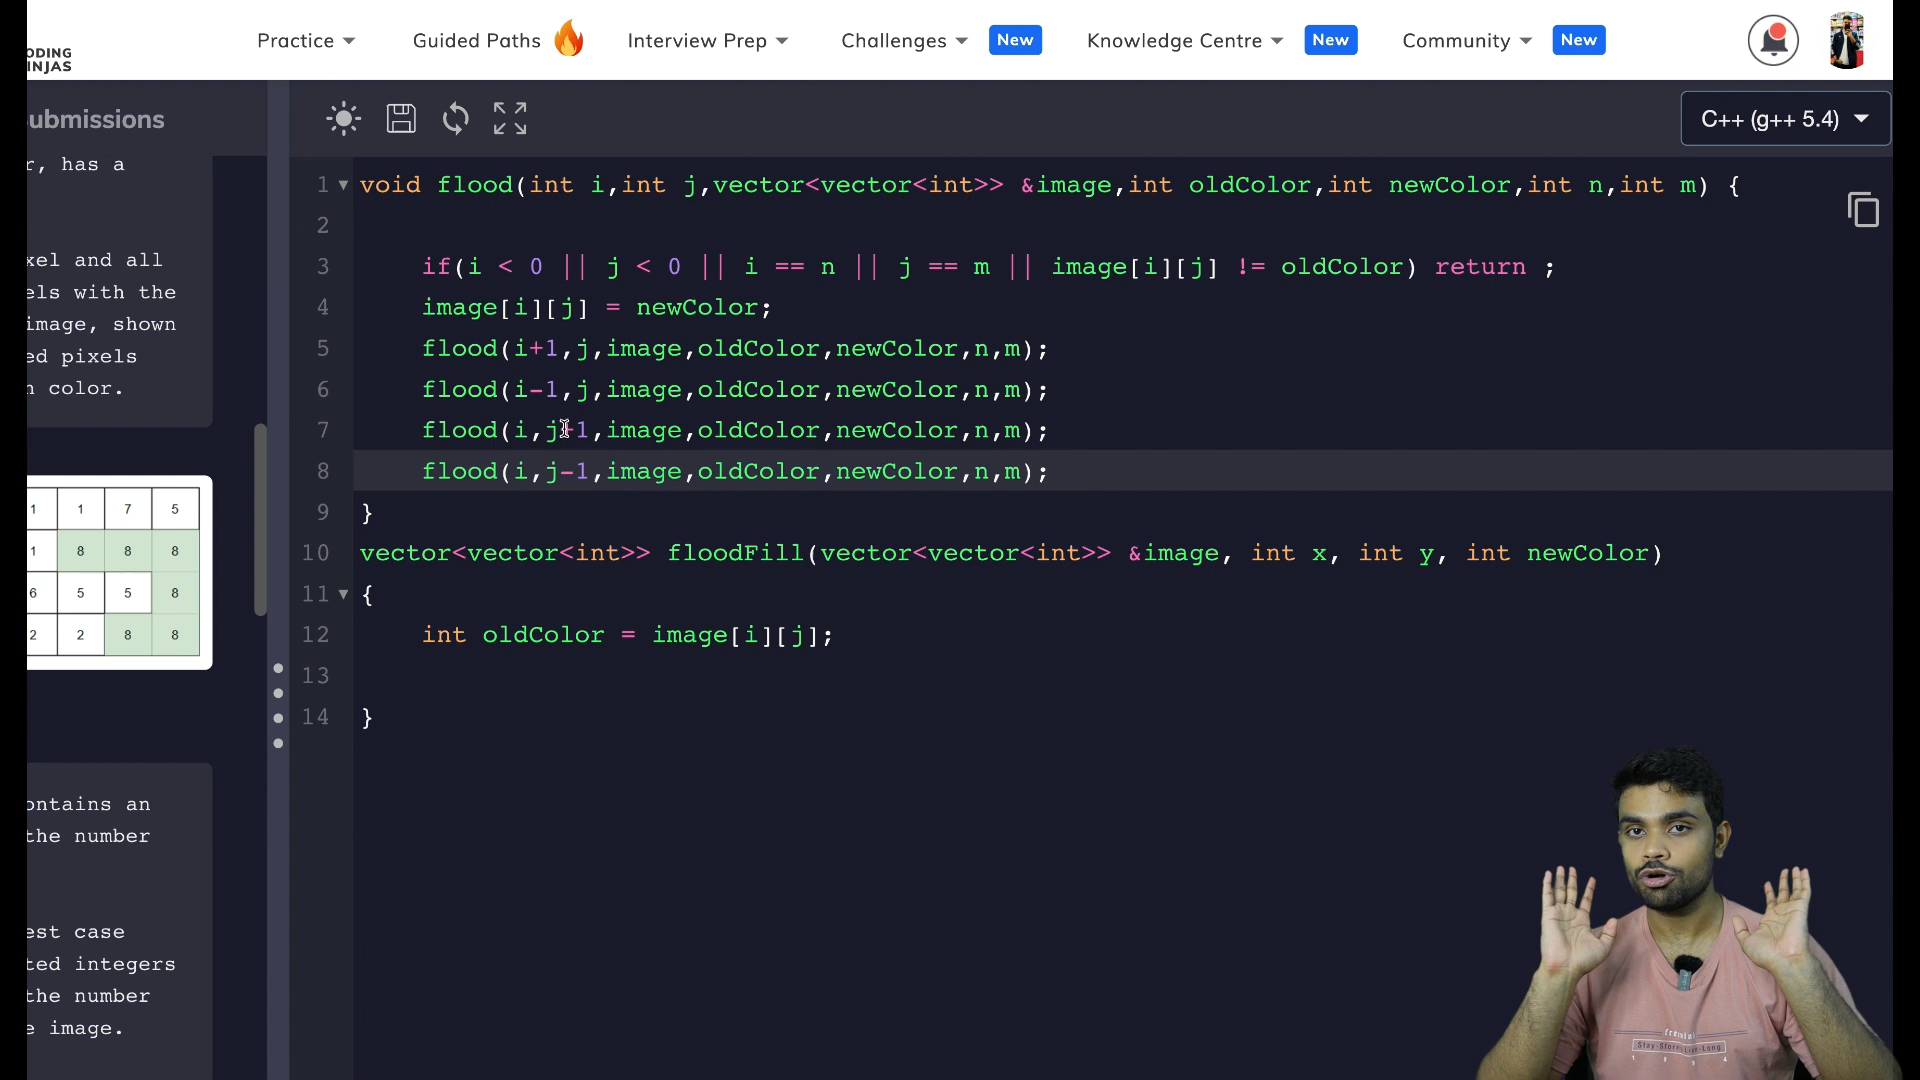 ODING
INJAS
Practice
Guided Paths
Interview Prep
Challenges
New
Knowledge Centre
New
Community
New
ubmissions
C++ (g++ 5.4)
r, has a
xel and all
els with the
image, shown
ed pixels
n color.
1 1 7 5
1 8 8 8
6 5 5 8
2 2 8 8
ontains an
the number
est case
ted integers
the number
e image.
1 void flood(int i,int j,vector<vector<int>> &image,int oldColor,int newColor,int n,int m) {
2
3 if(i < 0 || j < 0 || i == n || j == m || image[i][j] != oldColor) return ;
4 image[i][j] = newColor;
5 flood(i+1,j,image,oldColor,newColor,n,m);
6 flood(i-1,j,image,oldColor,newColor,n,m);
7 flood(i,j+1,image,oldColor,newColor,n,m);
8 flood(i,j-1,image,oldColor,newColor,n,m);
9 }
10 vector<vector<int>> floodFill(vector<vector<int>> &image, int x, int y, int newColor)
11 {
12 int oldColor = image[i][j];
13
14 }